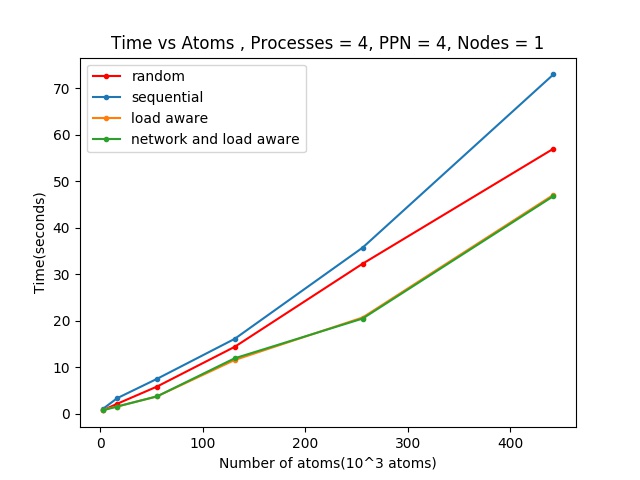 Time vs Atoms , Processes = 4, PPN = 4, Nodes = 1
random
sequential
load aware
network and load aware
Time(seconds)
70
60
50
40
30
20
10
0
0 100 200 300 400
Number of atoms(10^3 atoms)